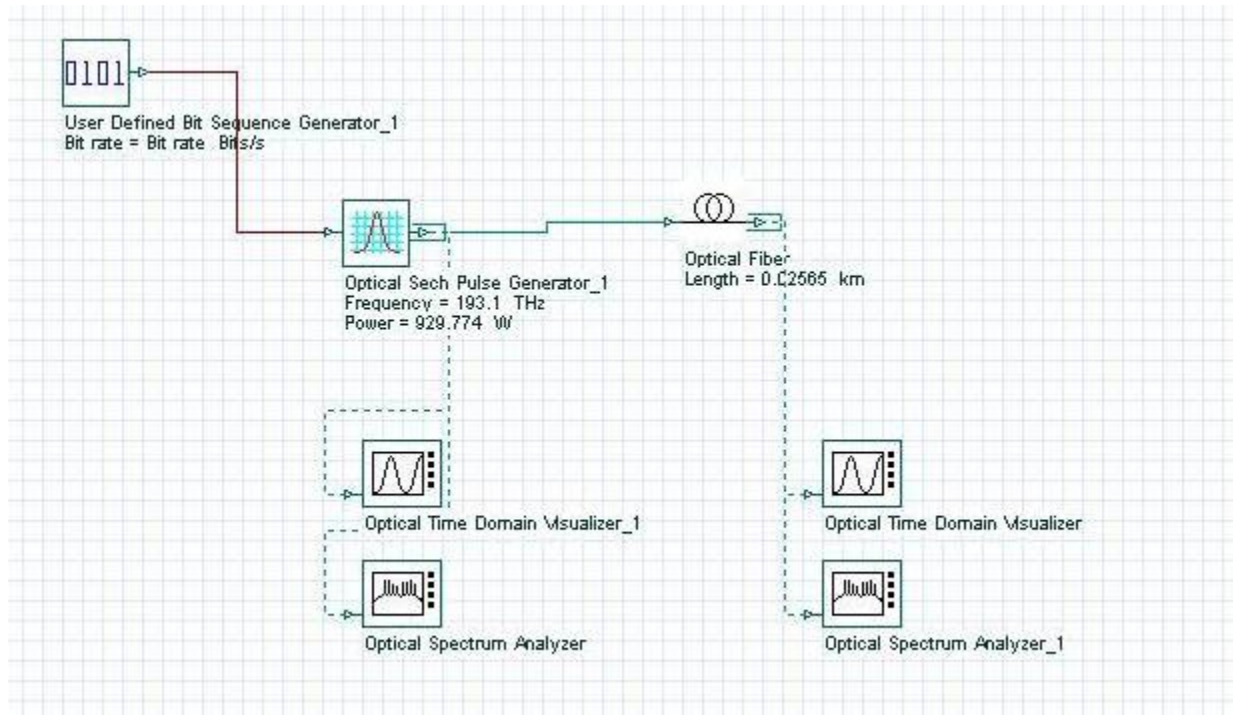 0101
User Defined Bit Sequence Generator_1
Bit rate = Bit rate Bits/s
Optical Sech Pulse Generator_1
Frequency = 193.1 THz
Power = 929.774 W
Optical Fiber
Length = 0.02565 km
Optical Time Domain Visualizer_1
Optical Time Domain Visualizer
Optical Spectrum Analyzer
Optical Spectrum Analyzer_1